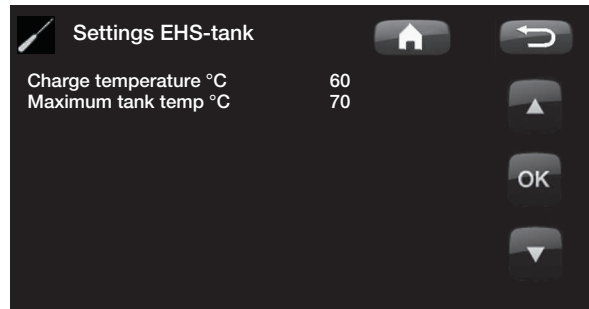 Settings EHS-tank
Charge temperature °C 60
Maximum tank temp °C 70
OK